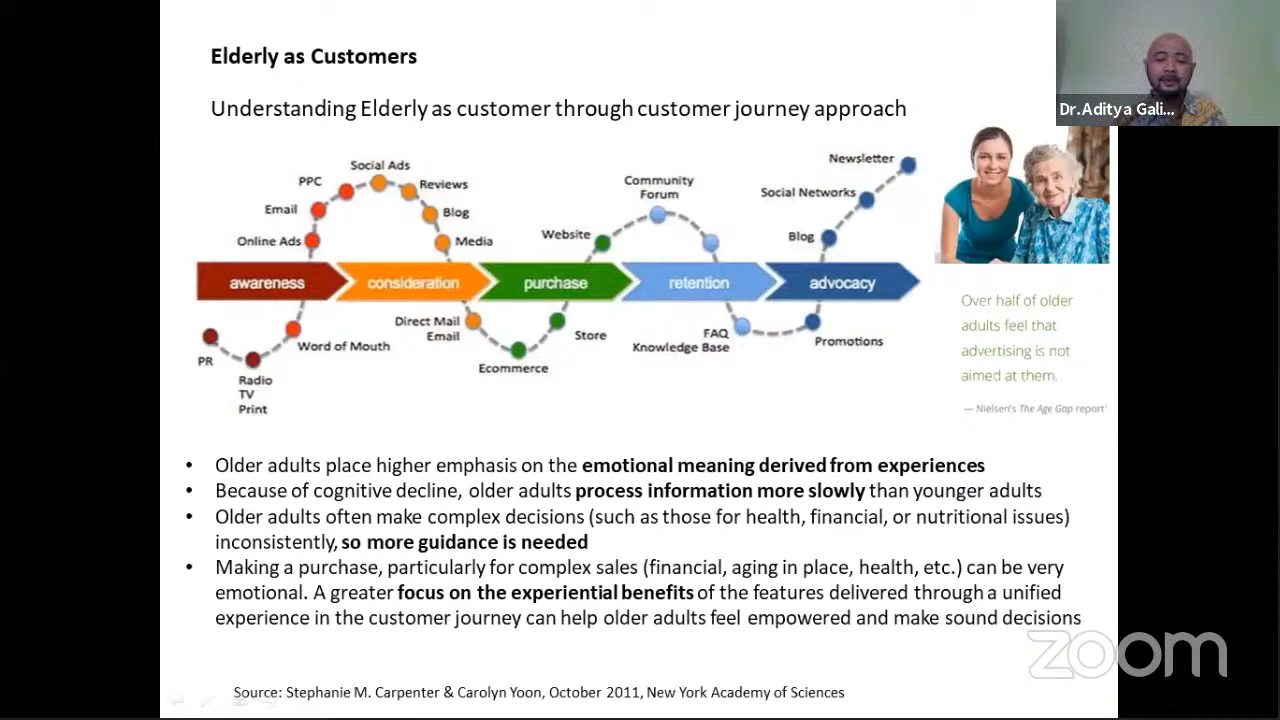 Elderly as Customers
Dr.Aditya Gali...
Understanding Elderly as customer through customer journey approach
Newsletter
Social Ads
PPC
Reviews
Community
Forum
Social Networks
Email
Blog
Online Ads
Media
Website
Blog
awareness
consideration
purchase
retention
advocacy
Over half of older
adults feel that
advertising is not
aimed at them.
— Nielsen's The Age Gap report¹
Direct Mail
Email
Store
FAQ
Knowledge Base
Promotions
Word of Mouth
PR
Ecommerce
Radio
TV
Print
• Older adults place higher emphasis on the emotional meaning derived from experiences
• Because of cognitive decline, older adults process information more slowly than younger adults
• Older adults often make complex decisions (such as those for health, financial, or nutritional issues)
inconsistently, so more guidance is needed
• Making a purchase, particularly for complex sales (financial, aging in place, health, etc.) can be very
emotional. A greater focus on the experiential benefits of the features delivered through a unified
experience in the customer journey can help older adults feel empowered and make sound decisions
zoom
Source: Stephanie M. Carpenter & Carolyn Yoon, October 2011, New York Academy of Sciences